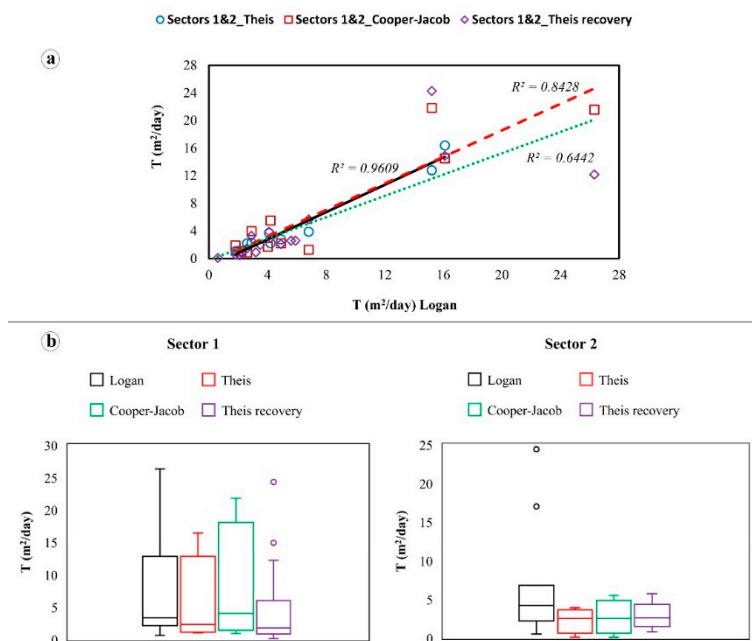 Sectors 1&2_Theis Sectors 1&2_Cooper-Jacob Sectors 1&2_Theis recovery
a
T (m²/day)
28
24
20
16
12
8
4
0
R² = 0.8428
R² = 0.9609
R² = 0.6442
0 4 8 12 16 20 24 28
T (m²/day) Logan
b
Sector 1
Logan Theis
Cooper-Jacob Theis recovery
T (m²/day)
30
25
20
15
10
5
0
Sector 2
Logan Theis
Cooper-Jacob Theis recovery
T (m²/day)
25
20
15
10
5
0